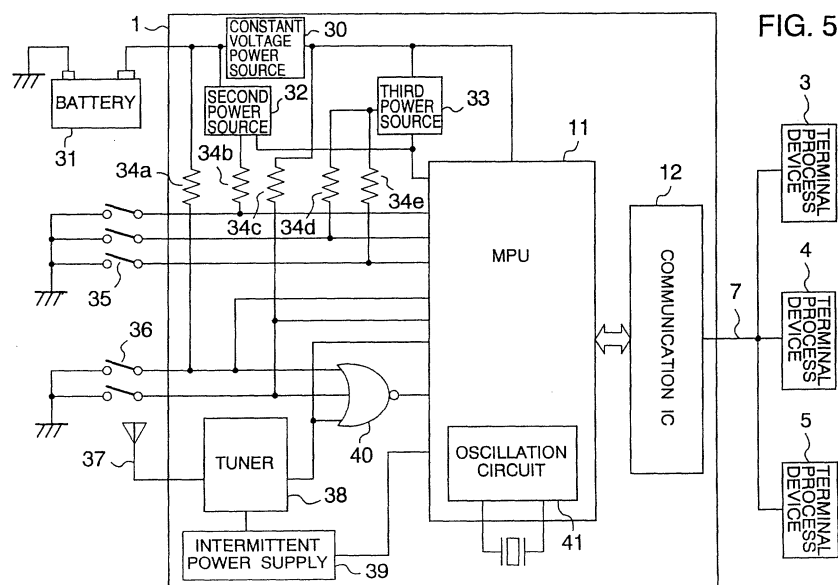 FIG. 5
1
CONSTANT
VOLTAGE
POWER
SOURCE
30
BATTERY
31
SECOND
POWER
SOURCE
32
THIRD
POWER
SOURCE
33
34a
34b
34c
34d
34e
11
12
MPU
COMMUNICATION IC
7
3
TERMINAL
PROCESS
DEVICE
4
TERMINAL
PROCESS
DEVICE
5
TERMINAL
PROCESS
DEVICE
35
36
37
TUNER
38
40
OSCILLATION
CIRCUIT
41
INTERMITTENT
POWER SUPPLY
39